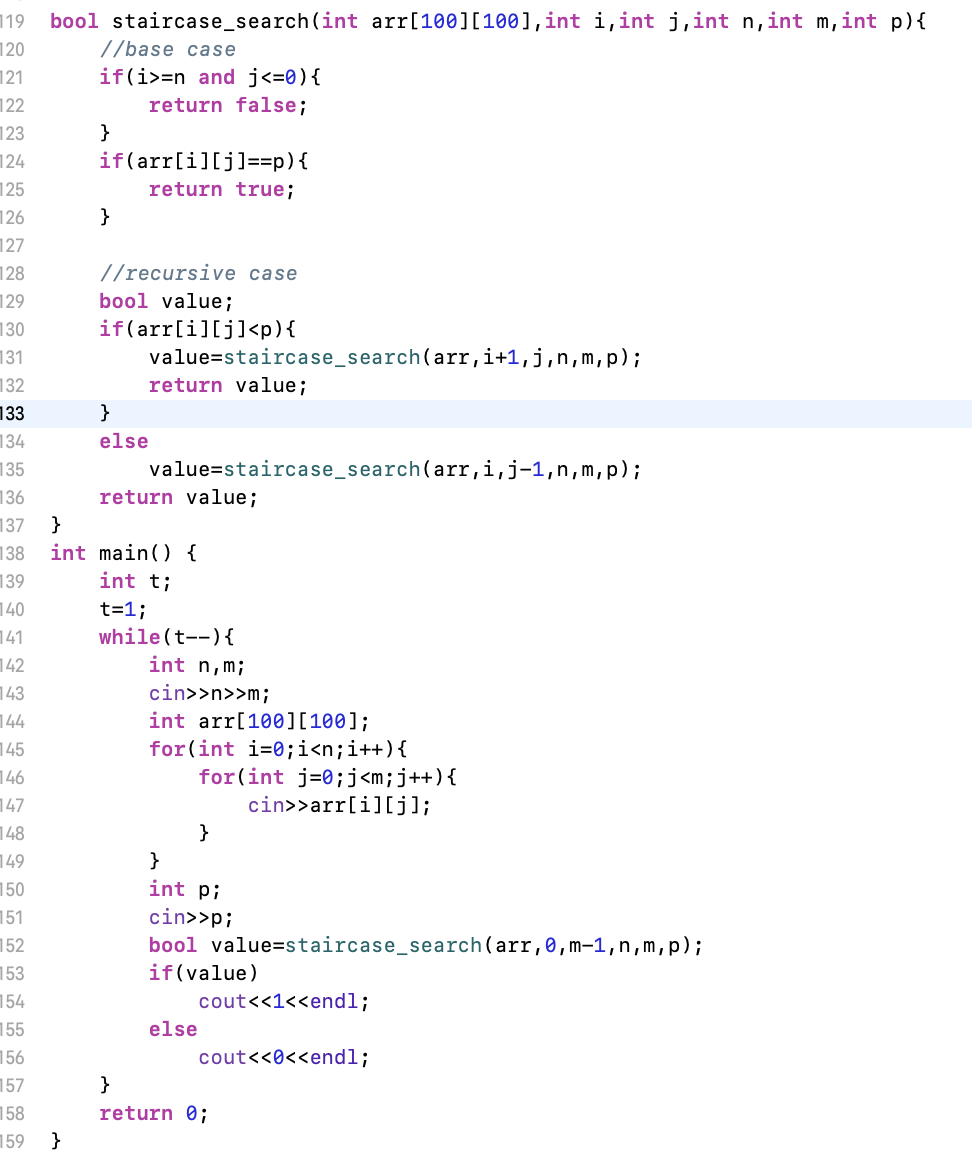 119 bool staircase_search(int arr[100][100],int i,int j,int n,int m,int p){
120     //base case
121     if(i>=n and j<=0){
122         return false;
123     }
124     if(arr[i][j]==p){
125         return true;
126     }
127
128     //recursive case
129     bool value;
130     if(arr[i][j]<p){
131         value=staircase_search(arr,i+1,j,n,m,p);
132         return value;
133     }
134     else
135         value=staircase_search(arr,i,j-1,n,m,p);
136     return value;
137 }
138 int main() {
139     int t;
140     t=1;
141     while(t--){
142         int n,m;
143         cin>>n>>m;
144         int arr[100][100];
145         for(int i=0;i<n;i++){
146             for(int j=0;j<m;j++){
147                 cin>>arr[i][j];
148             }
149         }
150         int p;
151         cin>>p;
152         bool value=staircase_search(arr,0,m-1,n,m,p);
153         if(value)
154             cout<<1<<endl;
155         else
156             cout<<0<<endl;
157     }
158     return 0;
159 }